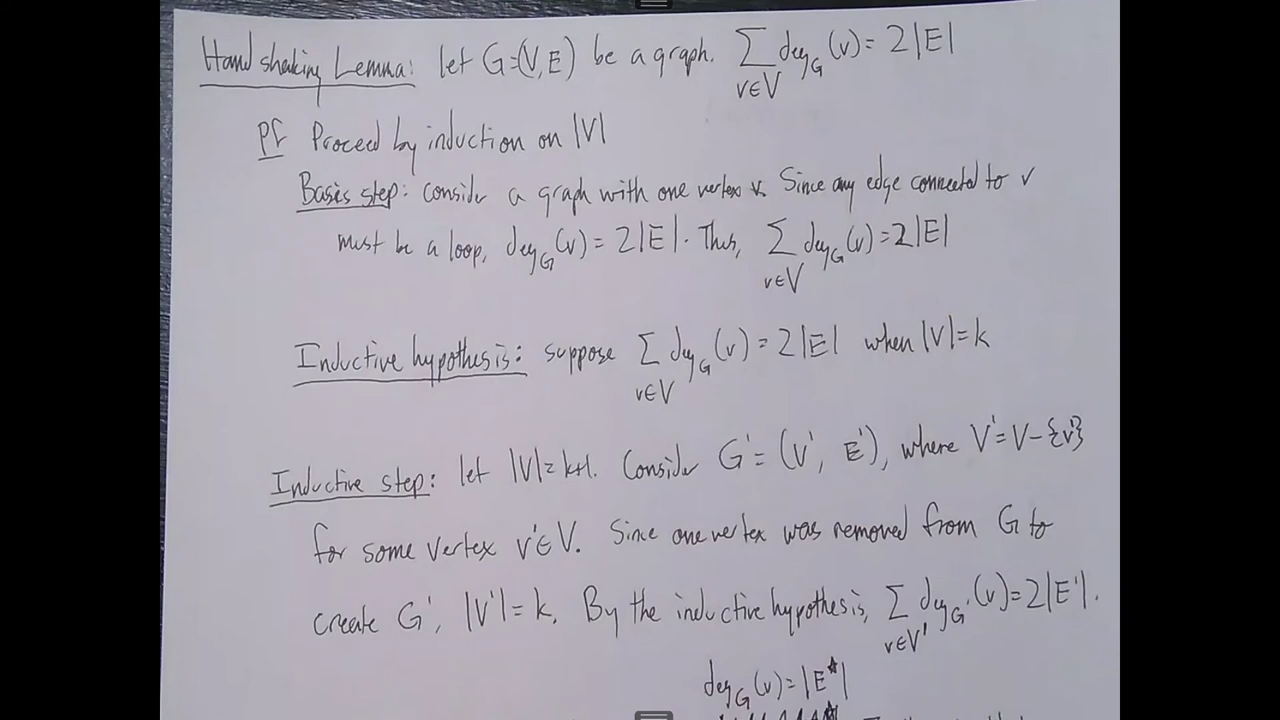 Handshaking Lemma: let G=(V,E) be a graph. ∑_{v∈V} deg_G(v) = 2|E|
Pf Proceed by induction on |V|
Basis step: consider a graph with one vertex v. Since any edge connected to v
must be a loop, deg_G(v) = 2|E|. Thus, ∑_{v∈V} deg_G(v) = 2|E|
Inductive hypothesis: suppose ∑_{v∈V} deg_G(v) = 2|E| when |V|=k
Inductive step: let |V|=k+1. Consider G'=(V', E'), where V'=V-{v'}
for some vertex v'∈V. Since one vertex was removed from G to
create G', |V'|=k. By the inductive hypothesis, ∑_{v∈V'} deg_G'(v)=2|E'|.
deg_G(v)=|E*|